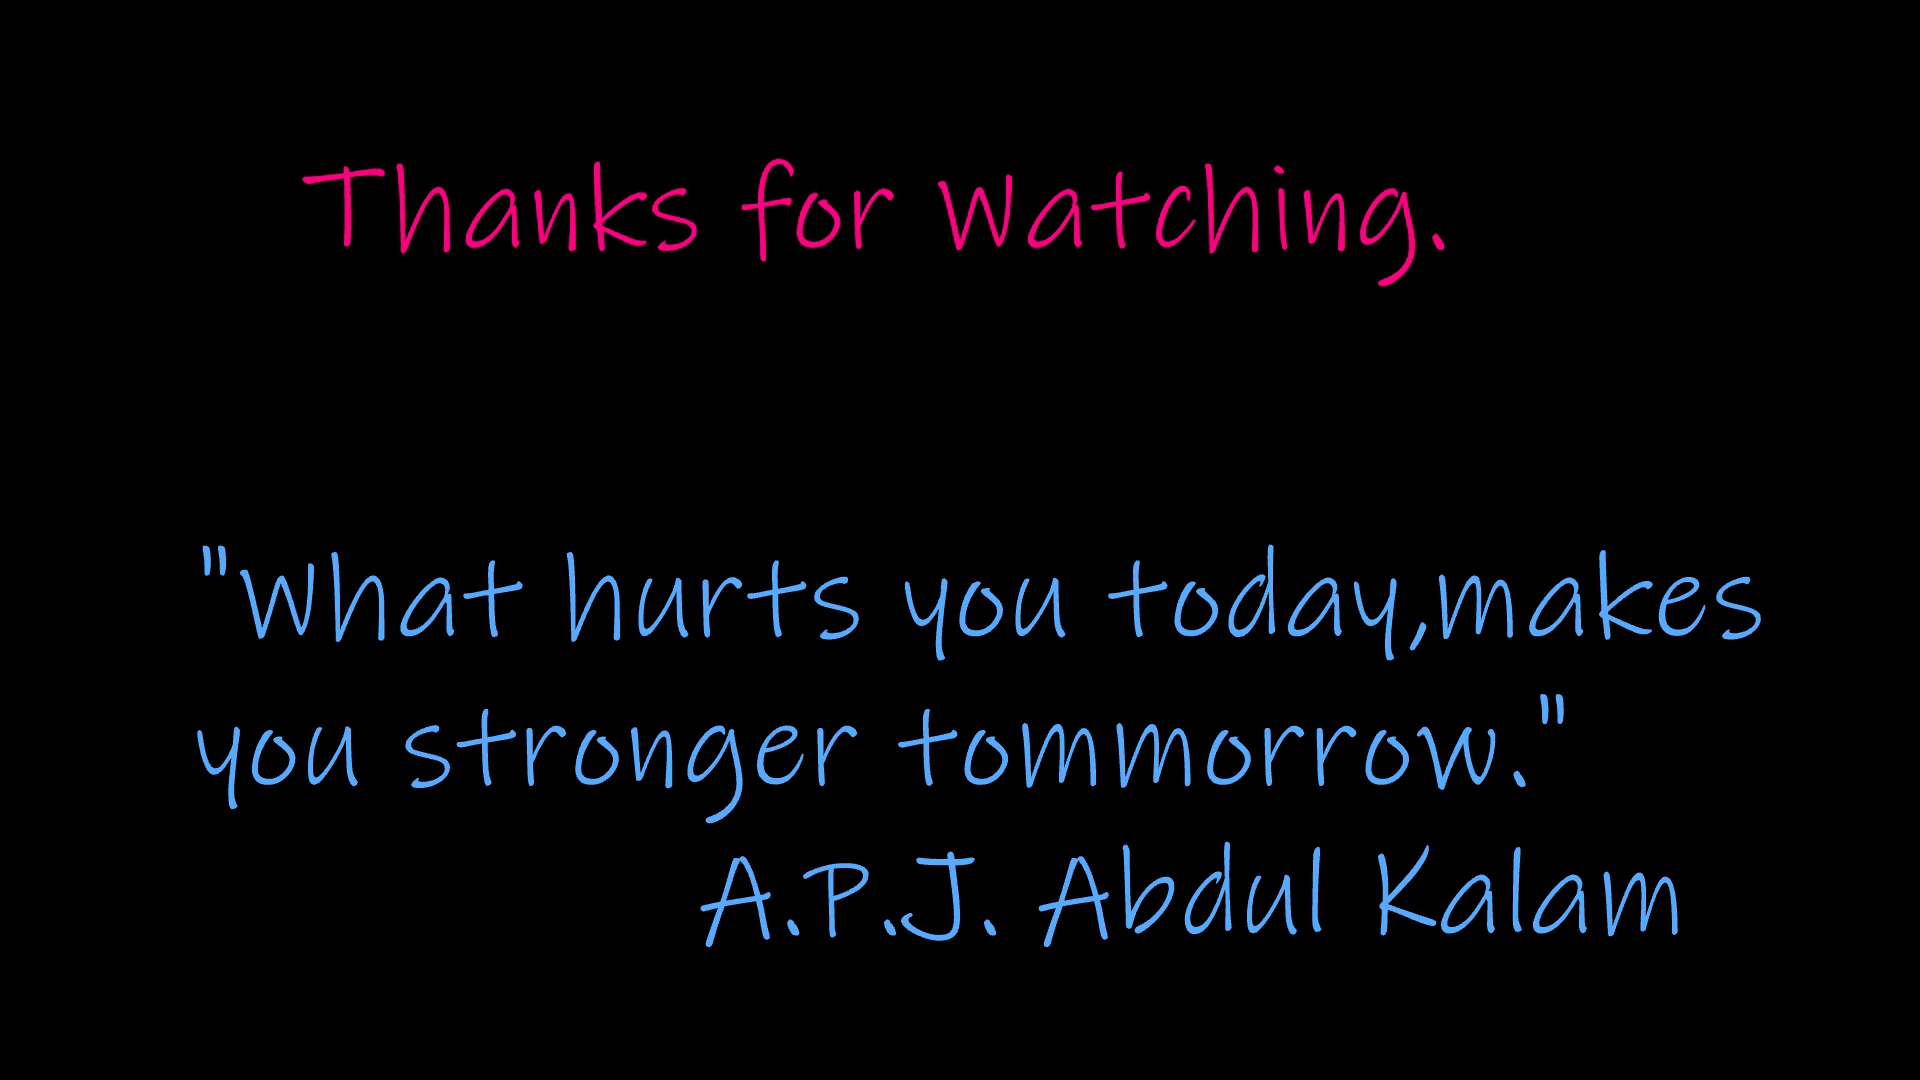 Thanks for Watching.
"What hurts you today,makes
you stronger tommorrow."
A.P.J. Abdul Kalam